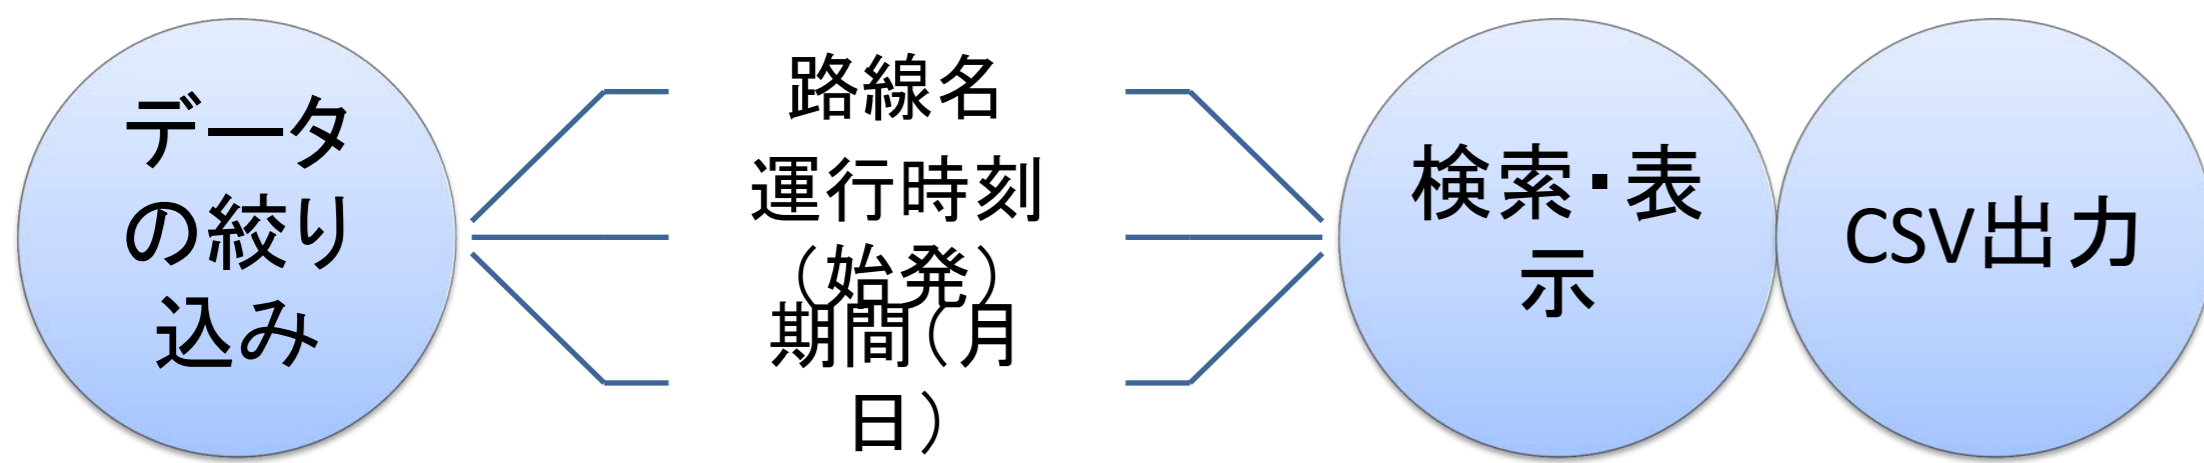 データ
の絞り
込み
路線名
運行時刻
（始発）
期間（月
日）
検索・表
示
CSV出力